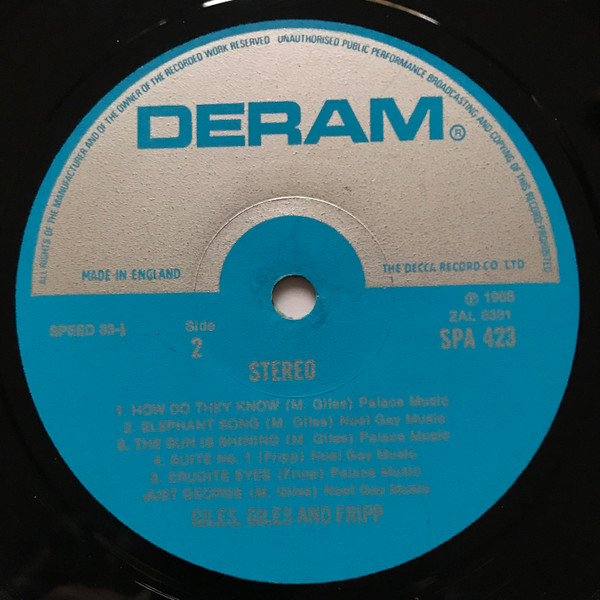 ALL RIGHTS OF THE MANUFACTURER AND OF THE OWNER OF THE RECORDED WORK RESERVED UNAUTHORISED PUBLIC PERFORMANCE BROADCASTING AND COPYING OF THIS RECORD PROHIBITED
DERAM®
MADE IN ENGLAND
THE DECCA RECORD CO. LTD
SPEED 33⅓
Side
2
STEREO
℗ 1968
2AL 8331
SPA 423
1. HOW DO THEY KNOW (M. Giles) Palace Music
2. ELEPHANT SONG (M. Giles) Noel Gay Music
3. THE SUN IS SHINING (M. Giles) Palace Music
4. SUITE No. 1 (Fripp) Noel Gay Music
5. ERUDITE EYES (Fripp) Palace Music
JUST GEORGE (M. Giles) Noel Gay Music
GILES, GILES AND FRIPP